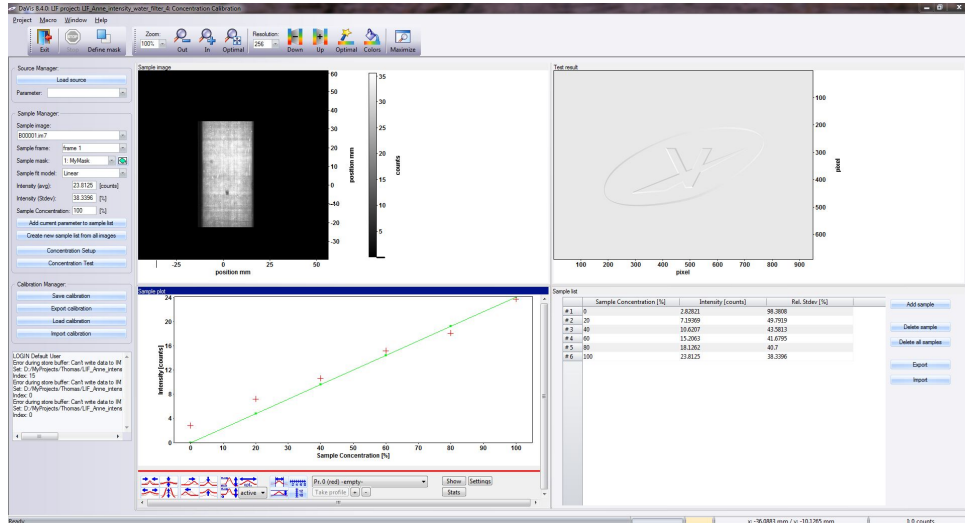 DaVis 8.4.0: LIF project: LIF_Anne_intensity_water_filter_4: Concentration Calibration
Project Macro Window Help
Exit
STOP
Define mask
Zoom:
100%
Out
In
Optimal
Resolution:
256
Down
Up
Optimal
Colors
Maximize
Source Manager:
Load source
Parameter:
Sample Manager:
Sample image:
B00001.im7
Sample frame: frame 1
Sample mask: 1: MyMask
Sample fit model: Linear
Intensity (avg): 23.8125 [counts]
Intensity (Stdev): 38.3396 [%]
Sample Concentration: 100 [%]
Add current parameter to sample list
Create new sample list from all images
Concentration Setup
Concentration Test
Calibration Manager:
Save calibration
Export calibration
Load calibration
Import calibration
LOGIN Default User
Error during store buffer: Can't write data to IM
Set: D:/MyProjects/Thomas/LIF_Anne_intens
Index: 15
Error during store buffer: Can't write data to IM
Set: D:/MyProjects/Thomas/LIF_Anne_intens
Index: 0
Error during store buffer: Can't write data to IM
Set: D:/MyProjects/Thomas/LIF_Anne_intens
Index: 0
Sample image
60
50
40
30
20
10
-0
-10
-20
-30
position mm
-25 0 25 50
position mm
35
30
25
20
15
10
5
counts
Test result
100
200
300
400
500
600
pixel
100 200 300 400 500 600 700 800 900
pixel
Sample plot
24
20
16
12
8
4
0
Intensity [counts]
0 10 20 30 40 50 60 70 80 90 100
Sample Concentration [%]
active
Pr. 0 (red) -empty-
Show
Settings
Take profile
+
-
Stats
Sample list
Sample Concentration [%] Intensity [counts] Rel. Stdev [%]
# 1 0 2.82821 98.3808
# 2 20 7.19369 49.7919
# 3 40 10.6207 43.5813
# 4 60 15.2063 41.6795
# 5 80 18.1262 40.7
# 6 100 23.8125 38.3396
Add sample
Delete sample
Delete all samples
Export
Import
Ready
x: -36.0883 mm / y: -10.1265 mm
0.0 counts